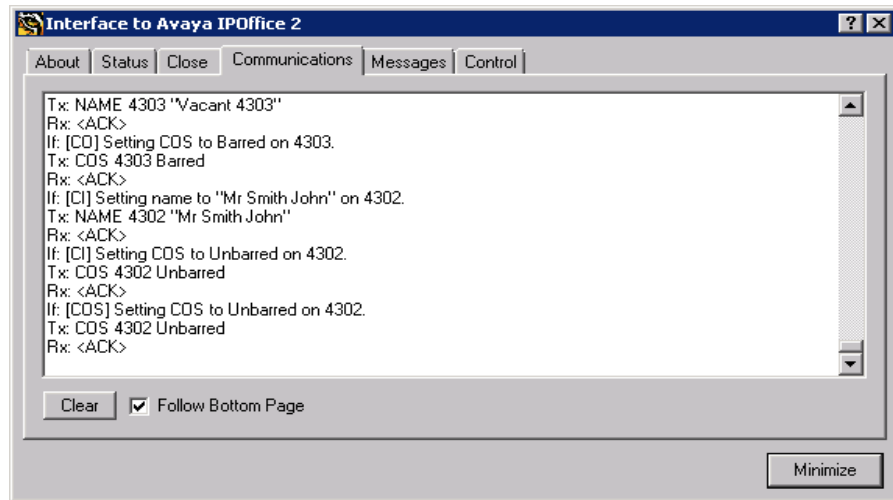 Interface to Avaya IPOffice 2
About Status Close Communications Messages Control
Tx: NAME 4303 "Vacant 4303"
Rx: <ACK>
If: [CO] Setting COS to Barred on 4303.
Tx: COS 4303 Barred
Rx: <ACK>
If: [CI] Setting name to "Mr Smith John" on 4302.
Tx: NAME 4302 "Mr Smith John"
Rx: <ACK>
If: [CI] Setting COS to Unbarred on 4302.
Tx: COS 4302 Unbarred
Rx: <ACK>
If: [COS] Setting COS to Unbarred on 4302.
Tx: COS 4302 Unbarred
Rx: <ACK>
Clear Follow Bottom Page
Minimize